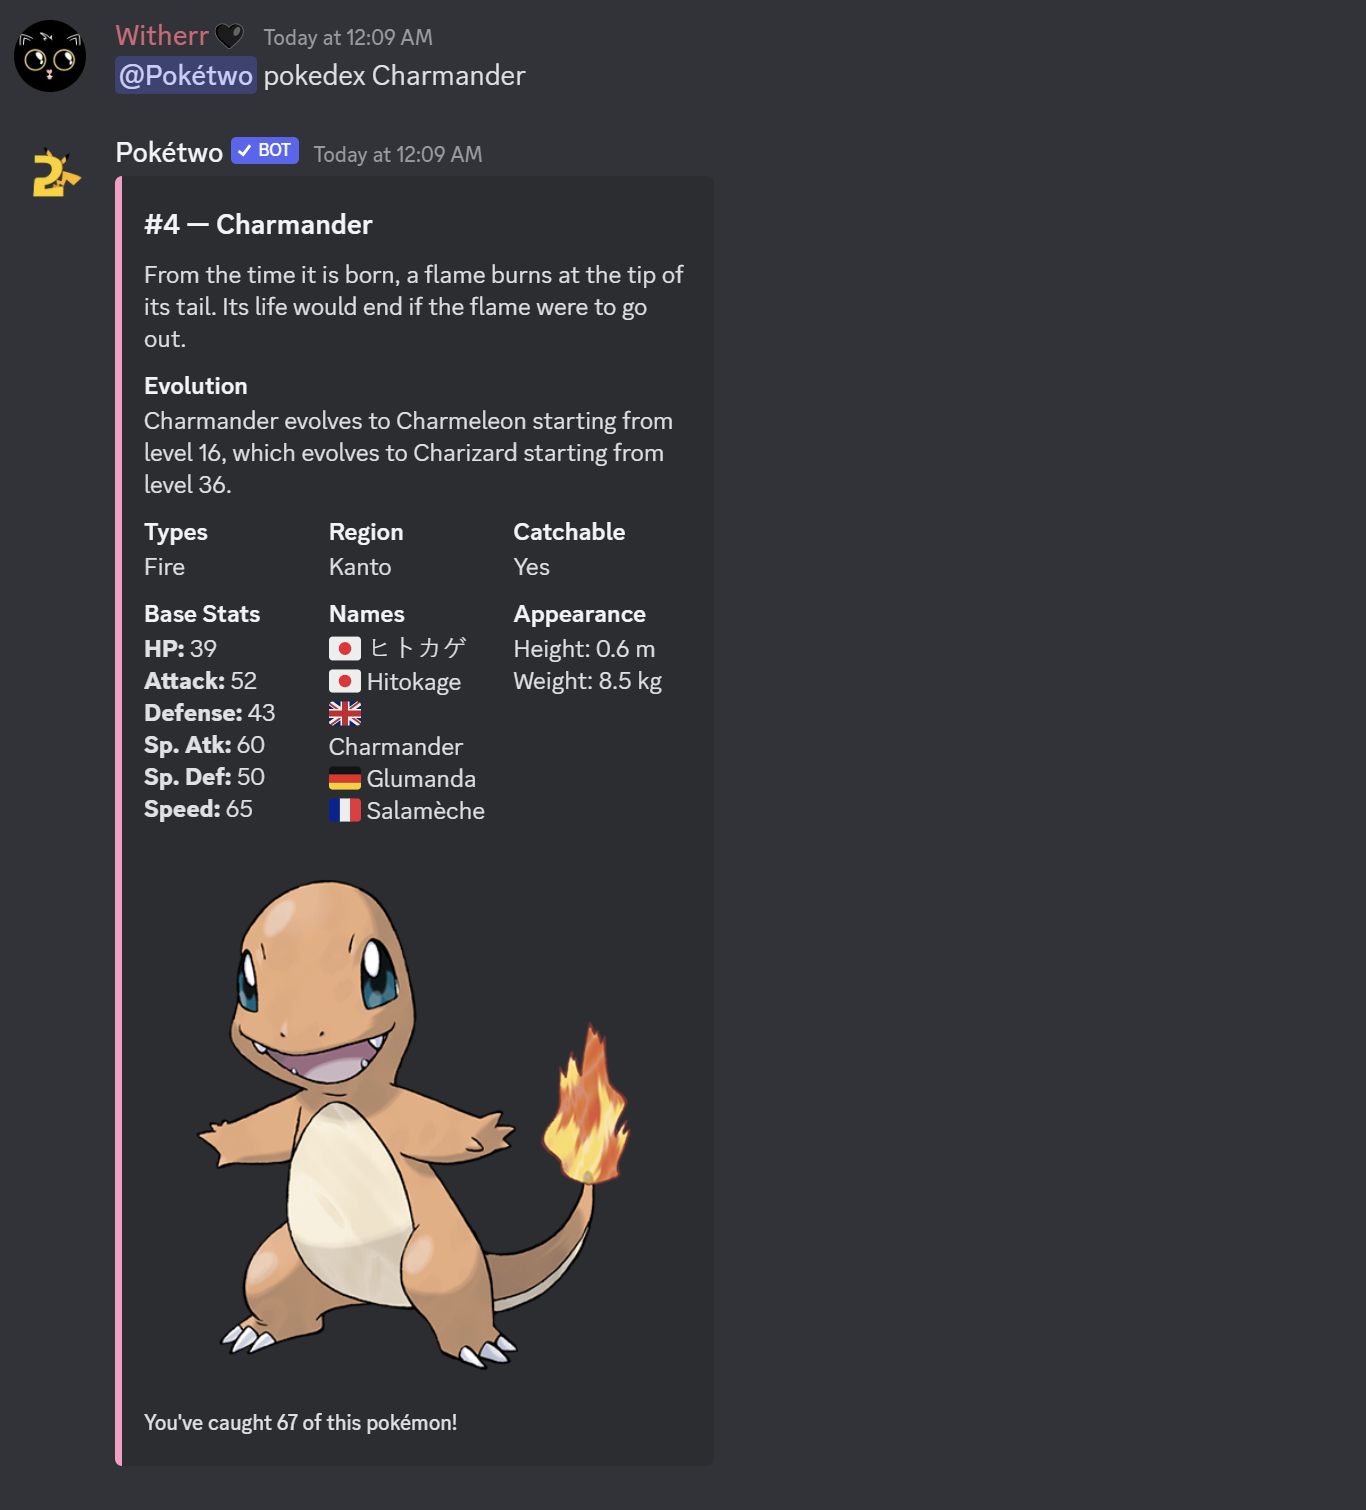 Witherr🖤 Today at 12:09 AM
@Pokétwo pokedex Charmander
Pokétwo ✓ BOT Today at 12:09 AM
#4 — Charmander
From the time it is born, a flame burns at the tip of
its tail. Its life would end if the flame were to go
out.
Evolution
Charmander evolves to Charmeleon starting from
level 16, which evolves to Charizard starting from
level 36.
Types
Fire
Region
Kanto
Catchable
Yes
Base Stats
HP: 39
Attack: 52
Defense: 43
Sp. Atk: 60
Sp. Def: 50
Speed: 65
Names
🇯🇵 ヒトカゲ
🇯🇵 Hitokage
🇬🇧
Charmander
🇩🇪 Glumanda
🇫🇷 Salamèche
Appearance
Height: 0.6 m
Weight: 8.5 kg
You've caught 67 of this pokémon!